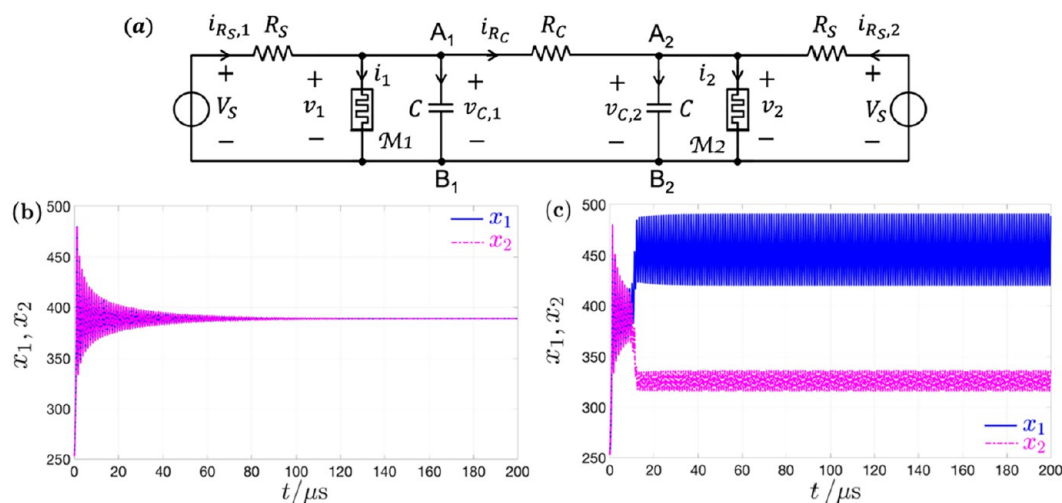 (a)
i_{R_S,1} R_S A_1 i_{R_C} R_C A_2 R_S i_{R_S,2}
+ + i_1 + + i_2 + +
V_S v_1 C v_{C,1} v_{C,2} C v_2 V_S
− − ℳ1 − − ℳ2 − −
B_1 B_2
(b)
500
450
400
350
300
250
x_1, x_2
x_1
x_2
0 20 40 60 80 100 120 140 160 180 200
t/μs
(c)
500
450
400
350
300
250
x_1, x_2
x_1
x_2
0 20 40 60 80 100 120 140 160 180 200
t/μs